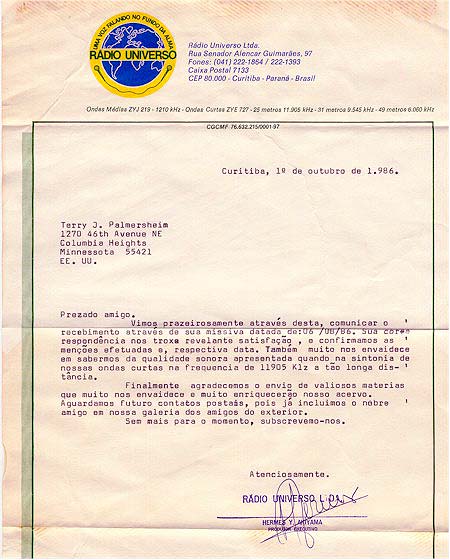 UMA VOZ FALANDO NO FUNDO DA ALMA
RÁDIO UNIVERSO
Rádio Universo Ltda.
Rua Senador Alencar Guimarães, 97
Fones: (041) 222-1864 / 222-1393
Caixa Postal 7133
CEP 80.000 - Curitiba - Paraná - Brasil
Ondas Médias ZYJ 219 - 1210 kHz - Ondas Curtas ZYE 727 - 25 metros 11.905 kHz - 31 metros 9.545 kHz - 49 metros 6.060 kHz
CGCMF 76.632.215/0001-97
Curitiba, 1º de outubro de 1.986.
Terry J. Palmersheim
1270 46th Avenue NE
Columbia Heights
Minnessota 55421
EE. UU.
Prezado amigo.
Vimos prazeirosamente através desta, comunicar o '
recebimento através de sua missiva datada de:06 /08/86. Sua corres
pondência nos troxe revelante satisfação , e confirmamos as '
menções efetuadas e, respectiva data. Também muito nos envaidece
em sabermos da qualidade sonora apresentada quando na sintonia de
nossas ondas curtas na frequencia de 11905 Klz a tão longa dis-
tância.
Finalmente agradecemos o envio de valiosos materias
que muito nos envaidece e muito enriquecerão nosso acervo.
Aguardamos futuro contatos postais, pois já incluimos o nobre '
amigo em nossa galeria dos amigos do exterior.
Sem mais para o momento, subscrevemo-nos.
Atenciosamente.
RÁDIO UNIVERSO LTDA.
HERMES Y. AKIYAMA
PRODUTOR EXECUTIVO